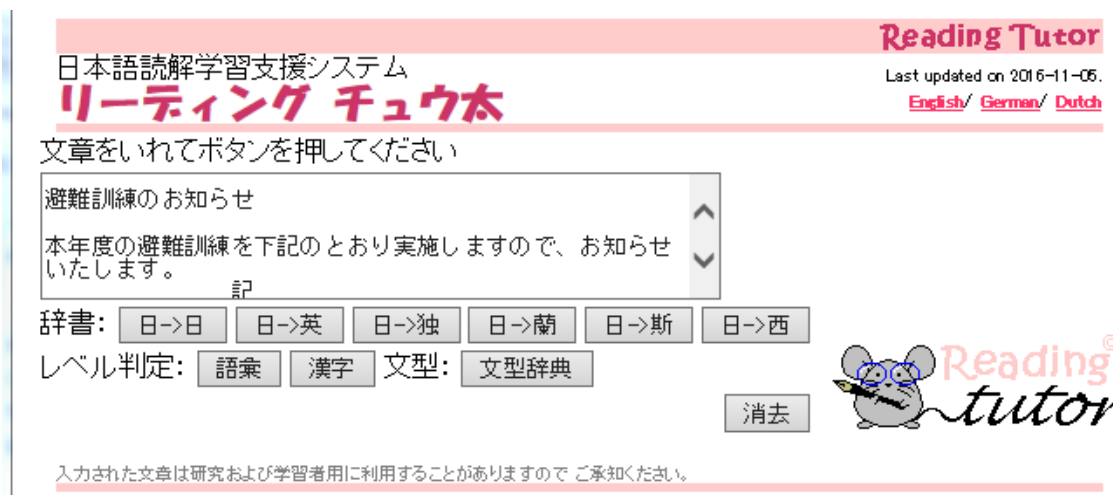 Reading Tutor
日本語読解学習支援システム
Last updated on 2016-11-05.
リーディング チュウ太
English/ German/ Dutch
文章をいれてボタンを押してください
避難訓練のお知らせ
本年度の避難訓練を下記のとおり実施しますので、お知らせ
いたします。
記
辞書: 日->日 日->英 日->独 日->蘭 日->斯 日->西
レベル判定: 語彙 漢字 文型: 文型辞典
Reading
tutor
消去
入力された文章は研究および学習者用に利用することがありますので ご承知ください。